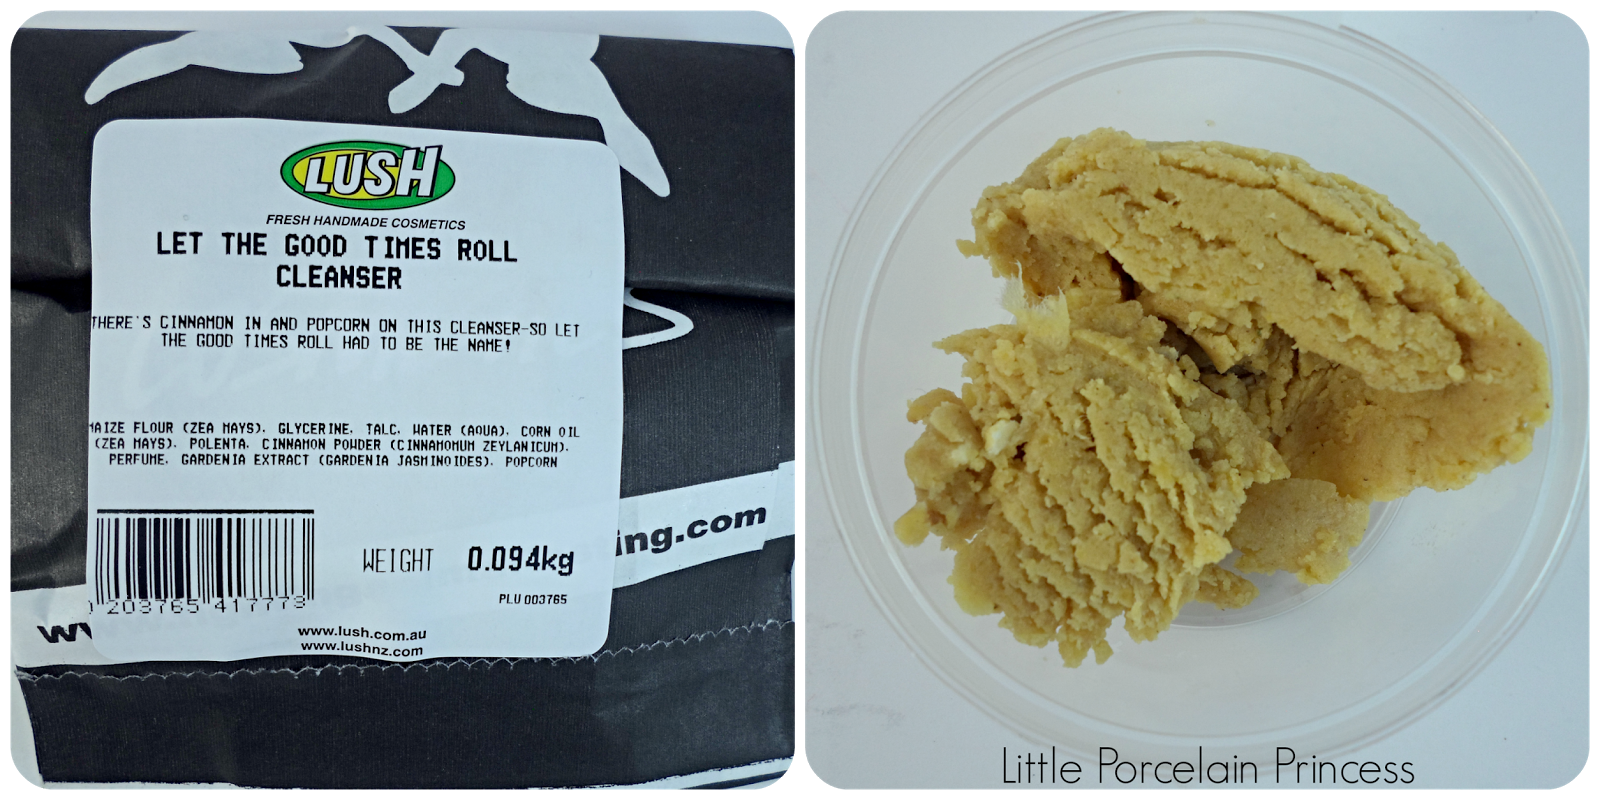 LUSH
FRESH HANDMADE COSMETICS
LET THE GOOD TIMES ROLL
CLEANSER
THERE'S CINNAMON IN AND POPCORN ON THIS CLEANSER-SO LET
THE GOOD TIMES ROLL HAD TO BE THE NAME!
MAIZE FLOUR (ZEA MAYS), GLYCERINE, TALC, WATER (AQUA), CORN OIL
(ZEA MAYS), POLENTA, CINNAMON POWDER (CINNAMOMUM ZEYLANICUM),
PERFUME, GARDENIA EXTRACT (GARDENIA JASMINOIDES), POPCORN
WEIGHT 0.094kg
ing.com
203765 417773
PLU 003765
www.lush.com.au
www.lushnz.com
Little Porcelain Princess